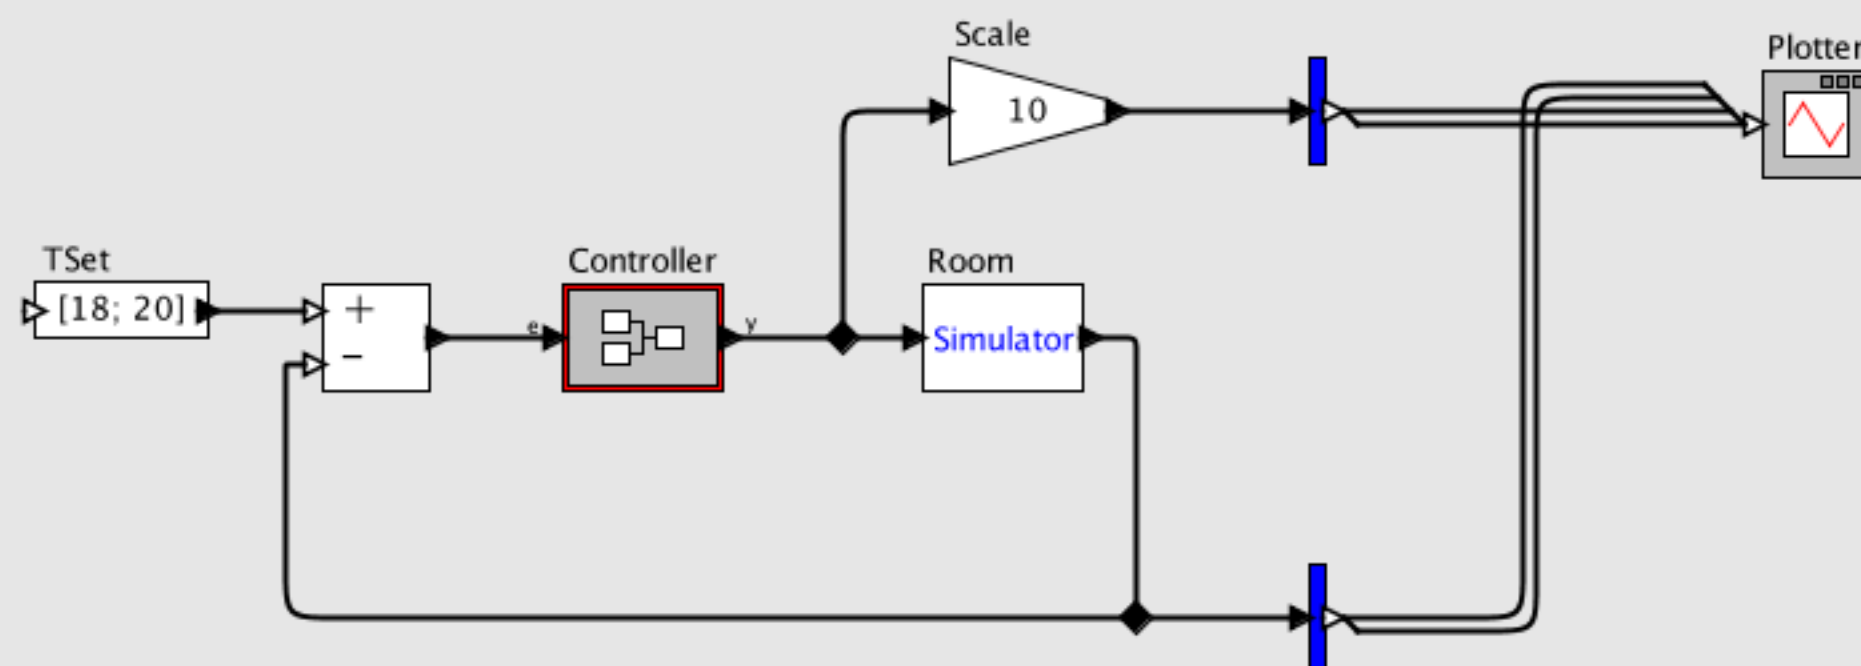 Scale
Plotter
10
TSet
Controller
Room
[18; 20]
+
e
y
Simulator
−